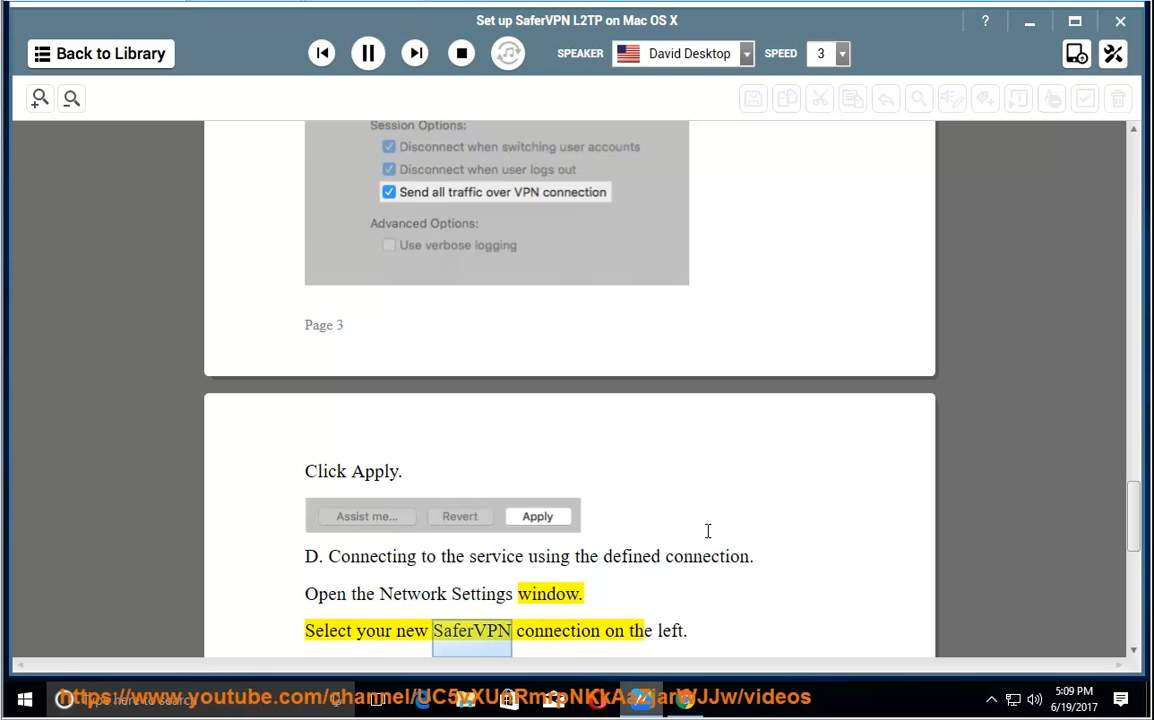 Set up SaferVPN L2TP on Mac OS X
Back to Library
SPEAKER David Desktop SPEED 3
Session Options:
Disconnect when switching user accounts
Disconnect when user logs out
Send all traffic over VPN connection
Advanced Options:
Use verbose logging
Page 3
Click Apply.
Assist me... Revert Apply
D. Connecting to the service using the defined connection.
Open the Network Settings window.
Select your new SaferVPN connection on the left.
5:09 PM
6/19/2017